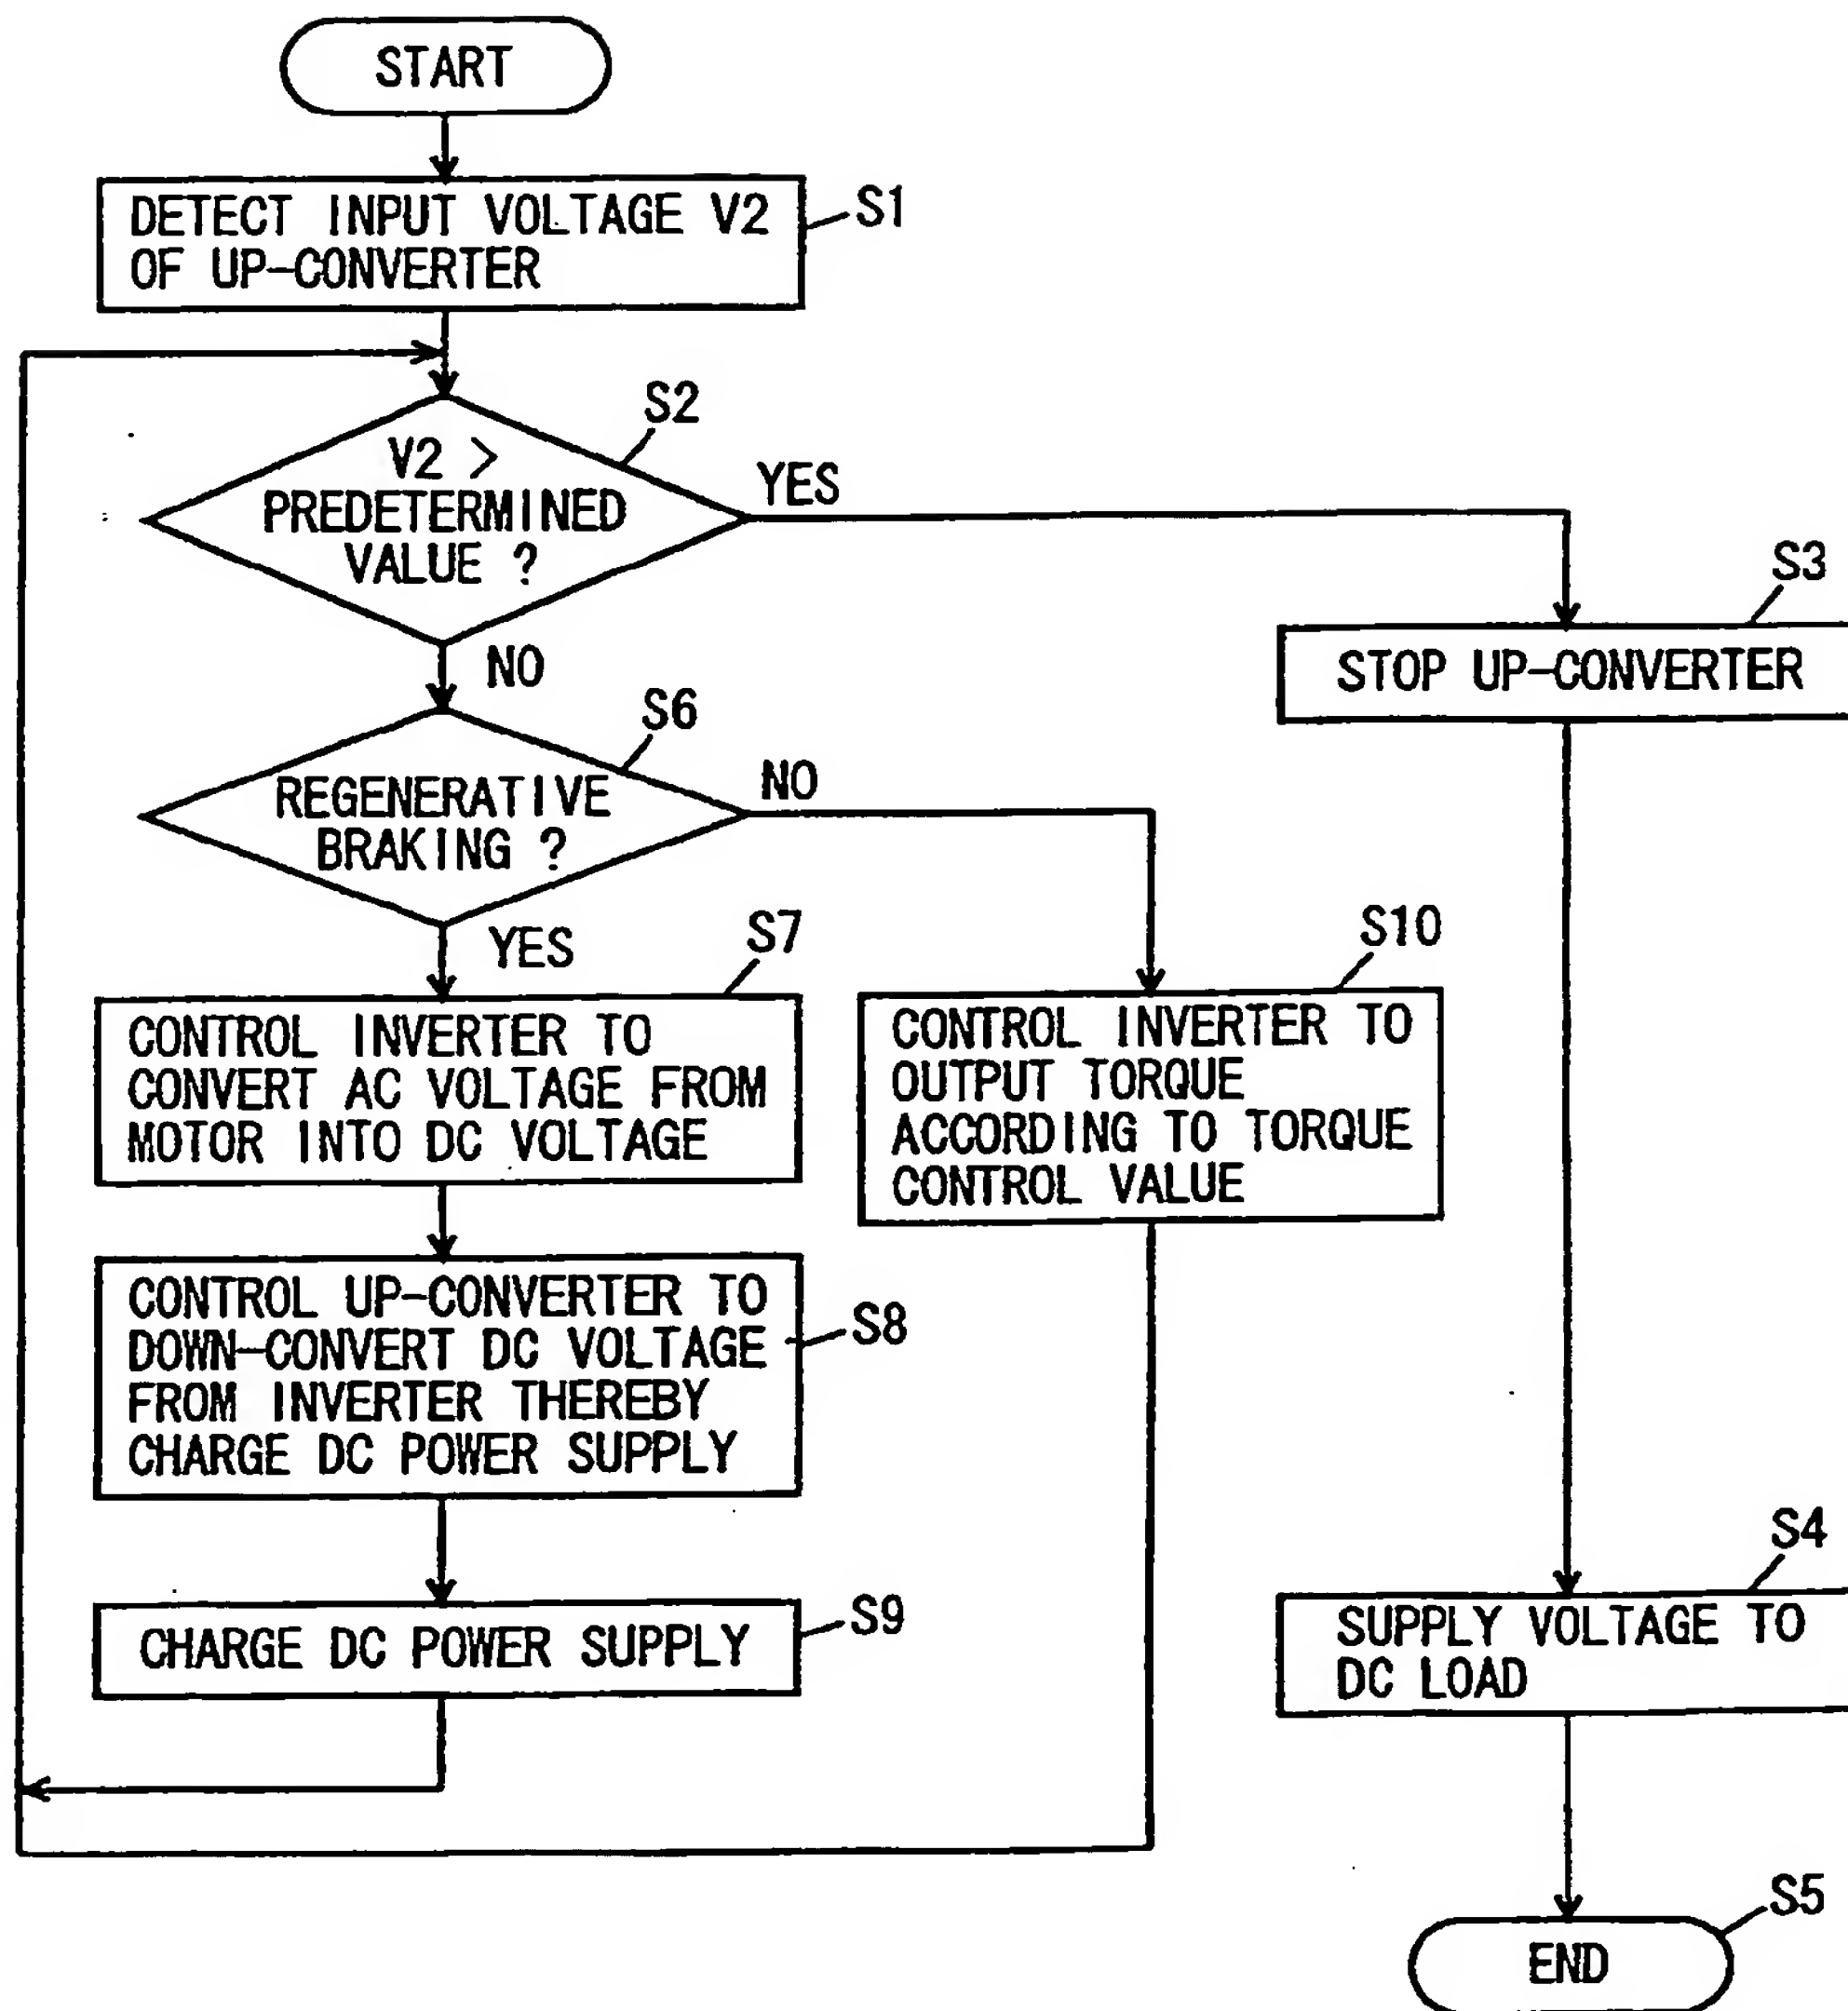 START
DETECT INPUT VOLTAGE V2
OF UP-CONVERTER
S1
V2 >
PREDETERMINED
VALUE ?
S2
YES
NO
S3
STOP UP-CONVERTER
REGENERATIVE
BRAKING ?
S6
NO
YES
S7
CONTROL INVERTER TO
CONVERT AC VOLTAGE FROM
MOTOR INTO DC VOLTAGE
S10
CONTROL INVERTER TO
OUTPUT TORQUE
ACCORDING TO TORQUE
CONTROL VALUE
CONTROL UP-CONVERTER TO
DOWN-CONVERT DC VOLTAGE
FROM INVERTER THEREBY
CHARGE DC POWER SUPPLY
S8
CHARGE DC POWER SUPPLY
S9
S4
SUPPLY VOLTAGE TO
DC LOAD
S5
END